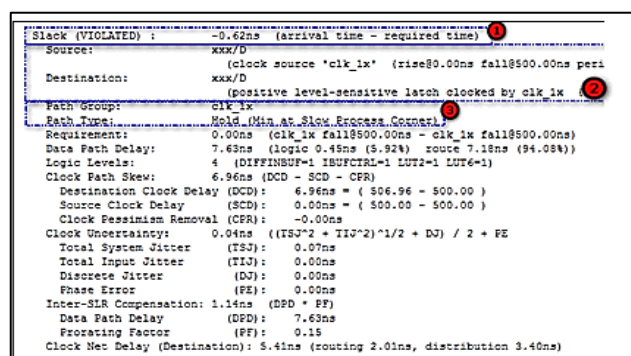 Slack (VIOLATED) : -0.62ns (arrival time - required time) 1
Source: xxx/D
(clock source "clk_1x" (rise@0.00ns fall@500.00ns peri
Destination: xxx/D
(positive level-sensitive latch clocked by clk_1x 2
Path Group: clk_1x 3
Path Type: Hold (Min at Slow Process Corner)
Requirement: 0.00ns (clk_1x fall@500.00ns - clk_1x fall@500.00ns)
Data Path Delay: 7.63ns (logic 0.45ns (5.92%) route 7.18ns (94.08%))
Logic Levels: 4 (DIFFINBUF=1 IBUFCTRL=1 LUT2=1 LUT6=1)
Clock Path Skew: 6.96ns (DCD - SCD - CPR)
Destination Clock Delay (DCD): 6.96ns = ( 506.96 - 500.00 )
Source Clock Delay (SCD): 0.00ns = ( 500.00 - 500.00 )
Clock Pessimism Removal (CPR): -0.00ns
Clock Uncertainty: 0.04ns ((TSJ^2 + TIJ^2)^1/2 + DJ) / 2 + PE
Total System Jitter (TSJ): 0.07ns
Total Input Jitter (TIJ): 0.00ns
Discrete Jitter (DJ): 0.00ns
Phase Error (PE): 0.00ns
Inter-SLR Compensation: 1.14ns (DPD * PF)
Data Path Delay (DPD): 7.63ns
Prorating Factor (PF): 0.15
Clock Net Delay (Destination): 5.41ns (routing 2.01ns, distribution 3.40ns)